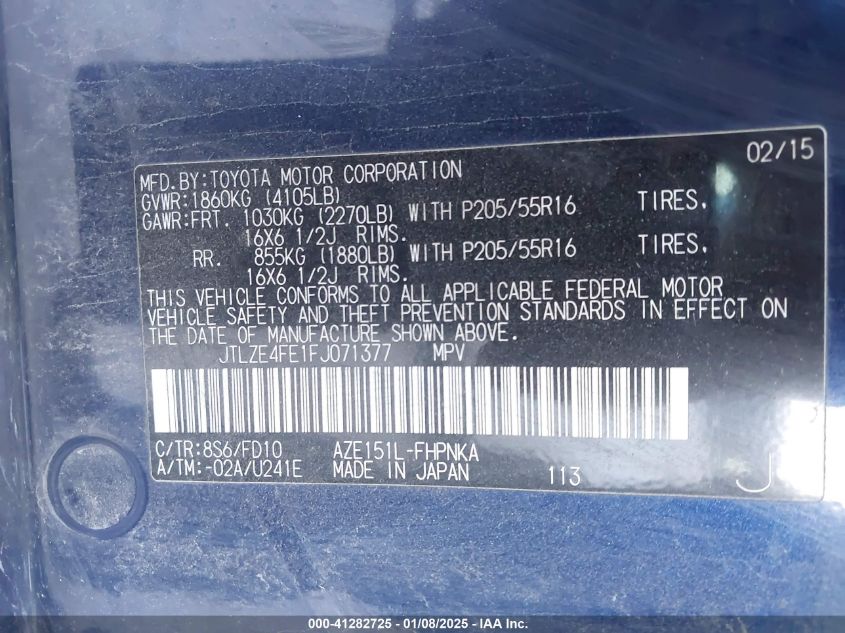 02/15
MFD.BY:TOYOTA MOTOR CORPORATION
GVWR:1860KG (4105LB)
GAWR:FRT. 1030KG (2270LB) WITH P205/55R16 TIRES,
16X6 1/2J RIMS.
RR. 855KG (1880LB) WITH P205/55R16 TIRES,
16X6 1/2J RIMS.
THIS VEHICLE CONFORMS TO ALL APPLICABLE FEDERAL MOTOR
VEHICLE SAFETY AND THEFT PREVENTION STANDARDS IN EFFECT ON
THE DATE OF MANUFACTURE SHOWN ABOVE.
JTLZE4FE1FJ071377 MPV
C/TR:8S6/FD10 AZE151L-FHPNKA
A/TM:-02A/U241E MADE IN JAPAN 113
J
000-41282725 - 01/08/2025 - IAA Inc.